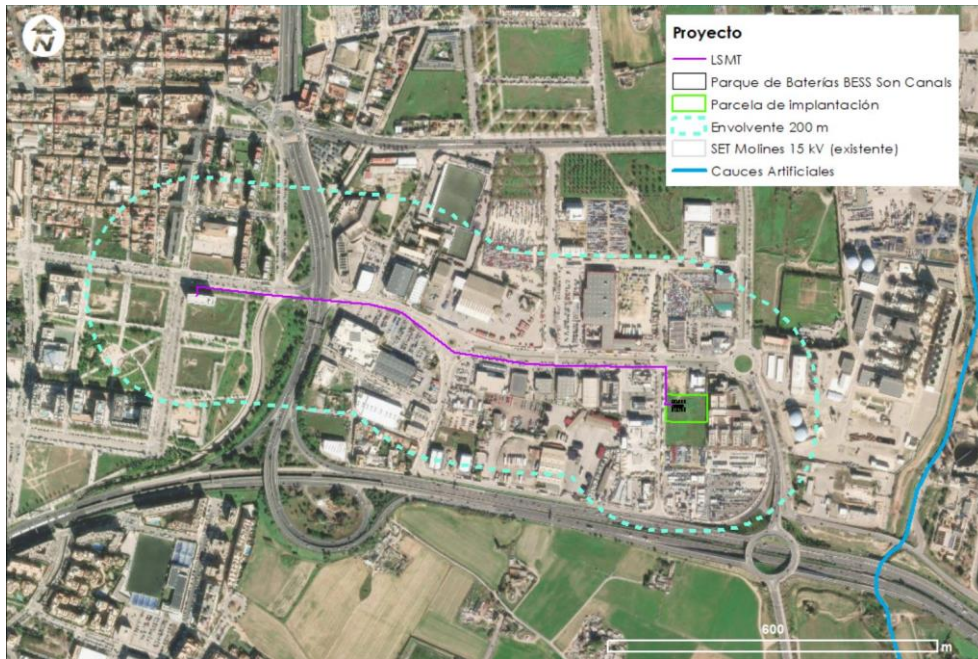 N
Proyecto
LSMT
Parque de Baterías BESS Son Canals
Parcela de implantación
Envolvente 200 m
SET Molines 15 kV (existente)
Cauces Artificiales
600
m